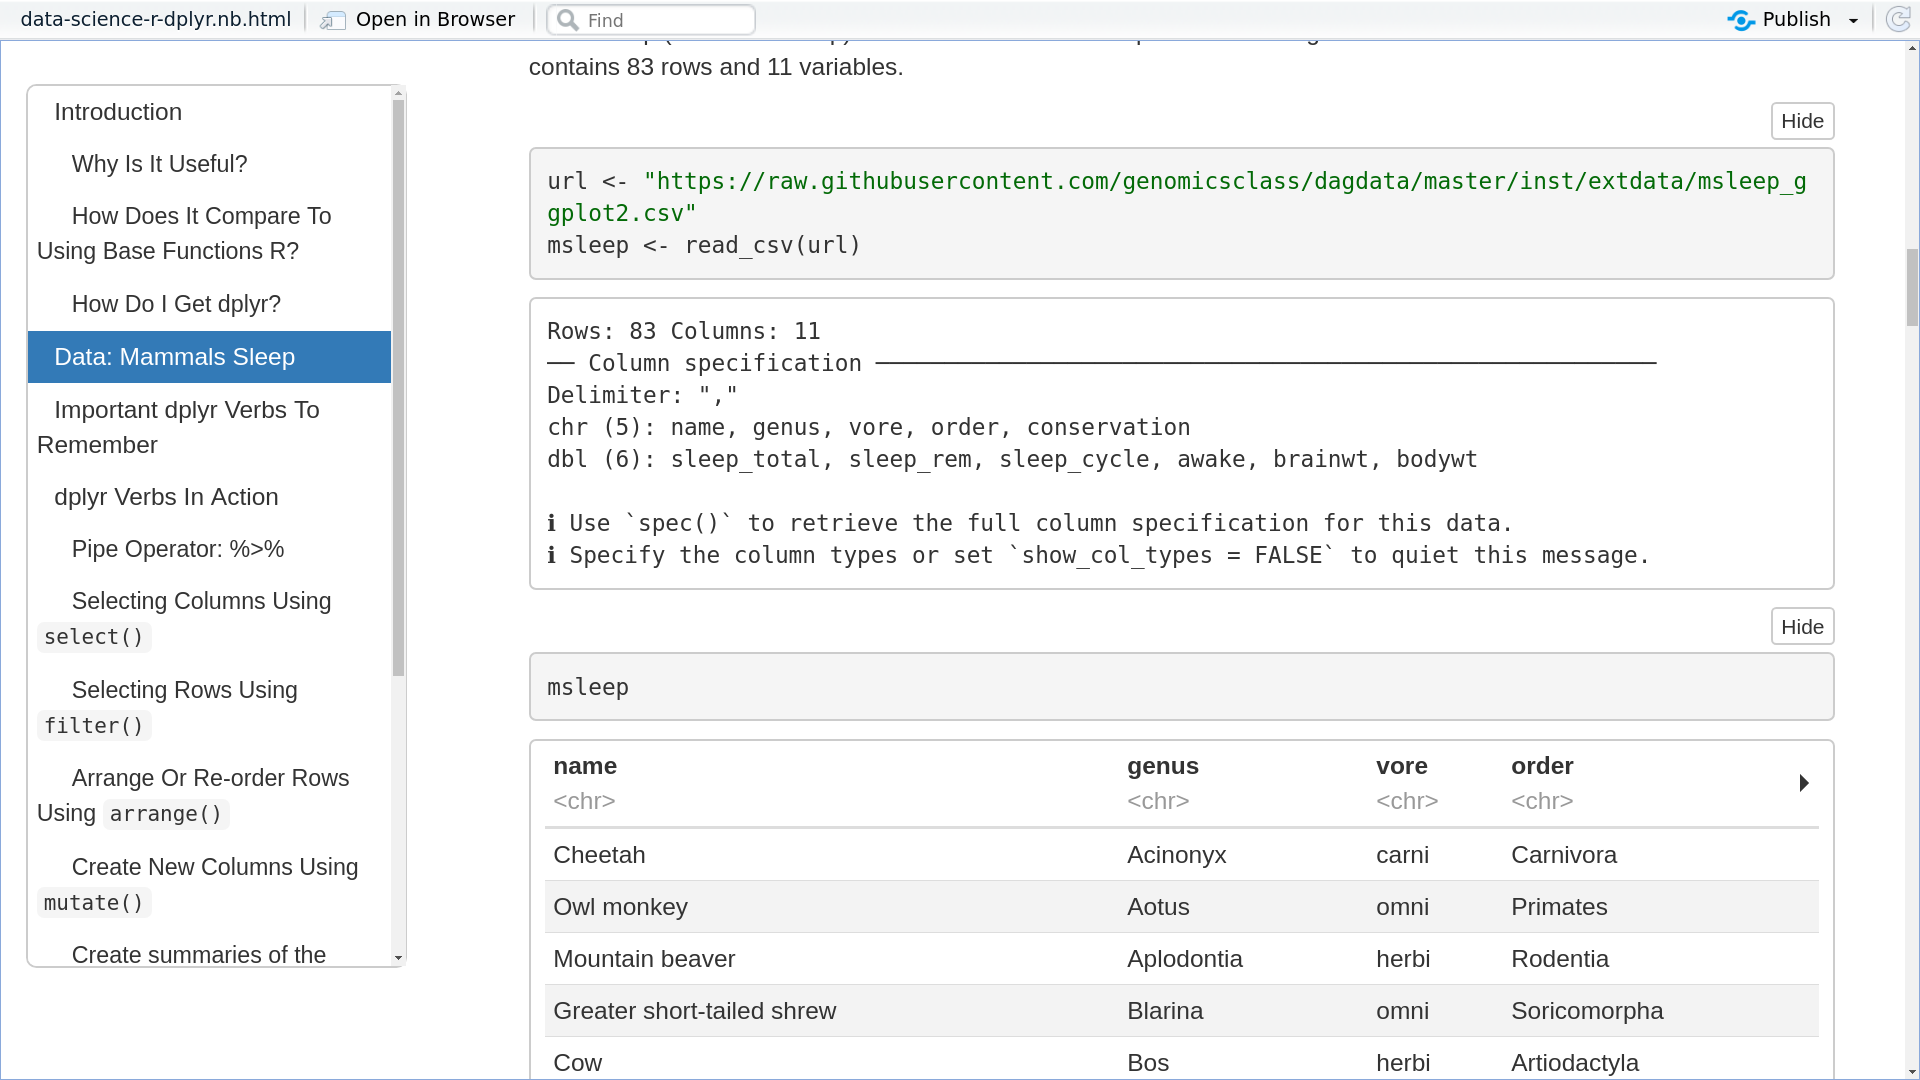 data-science-r-dplyr.nb.html Open in Browser Find Publish
contains 83 rows and 11 variables.
Introduction
Why Is It Useful?
How Does It Compare To
Using Base Functions R?
How Do I Get dplyr?
Data: Mammals Sleep
Important dplyr Verbs To
Remember
dplyr Verbs In Action
Pipe Operator: %>%
Selecting Columns Using
select()
Selecting Rows Using
filter()
Arrange Or Re-order Rows
Using arrange()
Create New Columns Using
mutate()
Create summaries of the
Hide
url <- "https://raw.githubusercontent.com/genomicsclass/dagdata/master/inst/extdata/msleep_g
gplot2.csv"
msleep <- read_csv(url)
Rows: 83 Columns: 11
── Column specification ─────────────────────────────────────────────────────────
Delimiter: ","
chr (5): name, genus, vore, order, conservation
dbl (6): sleep_total, sleep_rem, sleep_cycle, awake, brainwt, bodywt
ℹ Use `spec()` to retrieve the full column specification for this data.
ℹ Specify the column types or set `show_col_types = FALSE` to quiet this message.
Hide
msleep
name genus vore order
<chr> <chr> <chr> <chr>
Cheetah Acinonyx carni Carnivora
Owl monkey Aotus omni Primates
Mountain beaver Aplodontia herbi Rodentia
Greater short-tailed shrew Blarina omni Soricomorpha
Cow Bos herbi Artiodactyla